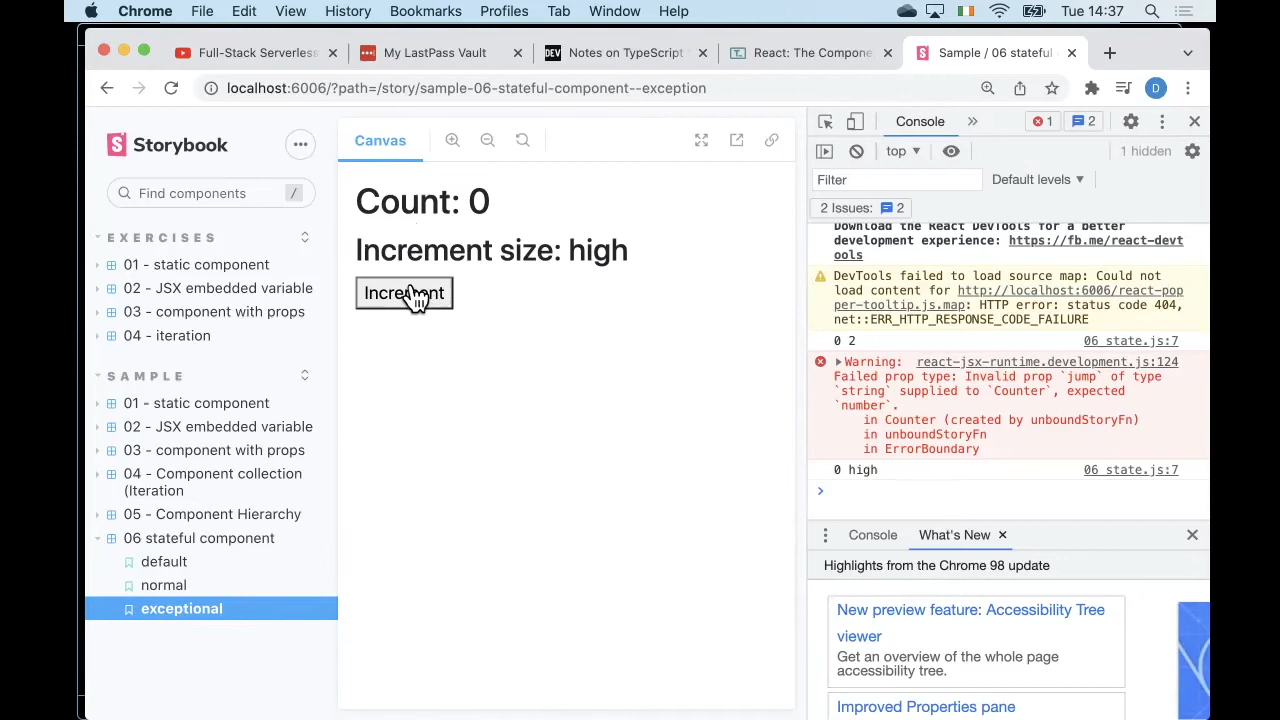 Chrome File Edit View History Bookmarks Profiles Tab Window Help Tue 14:37
Full-Stack Serverless My LastPass Vault DEV Notes on TypeScript React: The Compone Sample / 06 stateful
localhost:6006/?path=/story/sample-06-stateful-component--exception D
Storybook
Find components /
EXERCISES
01 - static component
02 - JSX embedded variable
03 - component with props
04 - iteration
SAMPLE
01 - static component
02 - JSX embedded variable
03 - component with props
04 - Component collection
(Iteration
05 - Component Hierarchy
06 stateful component
default
normal
exceptional
Canvas
Count: 0
Increment size: high
Increment
Console » 1 2
top ▼ 1 hidden
Filter Default levels ▼
2 Issues: 2
Download the React DevTools for a better
development experience: https://fb.me/react-devt
ools
DevTools failed to load source map: Could not
load content for http://localhost:6006/react-pop
per-tooltip.js.map: HTTP error: status code 404,
net::ERR_HTTP_RESPONSE_CODE_FAILURE
0 2 06 state.js:7
Warning: react-jsx-runtime.development.js:124
Failed prop type: Invalid prop `jump` of type
`string` supplied to `Counter`, expected
`number`.
in Counter (created by unboundStoryFn)
in unboundStoryFn
in ErrorBoundary
0 high 06 state.js:7
Console What's New
Highlights from the Chrome 98 update
New preview feature: Accessibility Tree
viewer
Get an overview of the whole page
accessibility tree.
Improved Properties pane